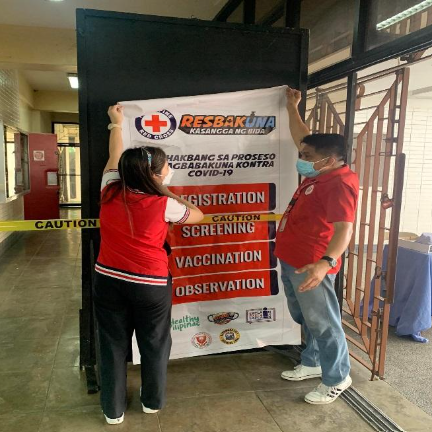 RED CROSS
RESBAKUNA
KASANGGA NG BIDA
HAKBANG SA PROSESO
PAGBABAKUNA KONTRA
COVID-19
REGISTRATION
CAUTION CAUTION
SCREENING
VACCINATION
OBSERVATION
Healthy
Pilipinas